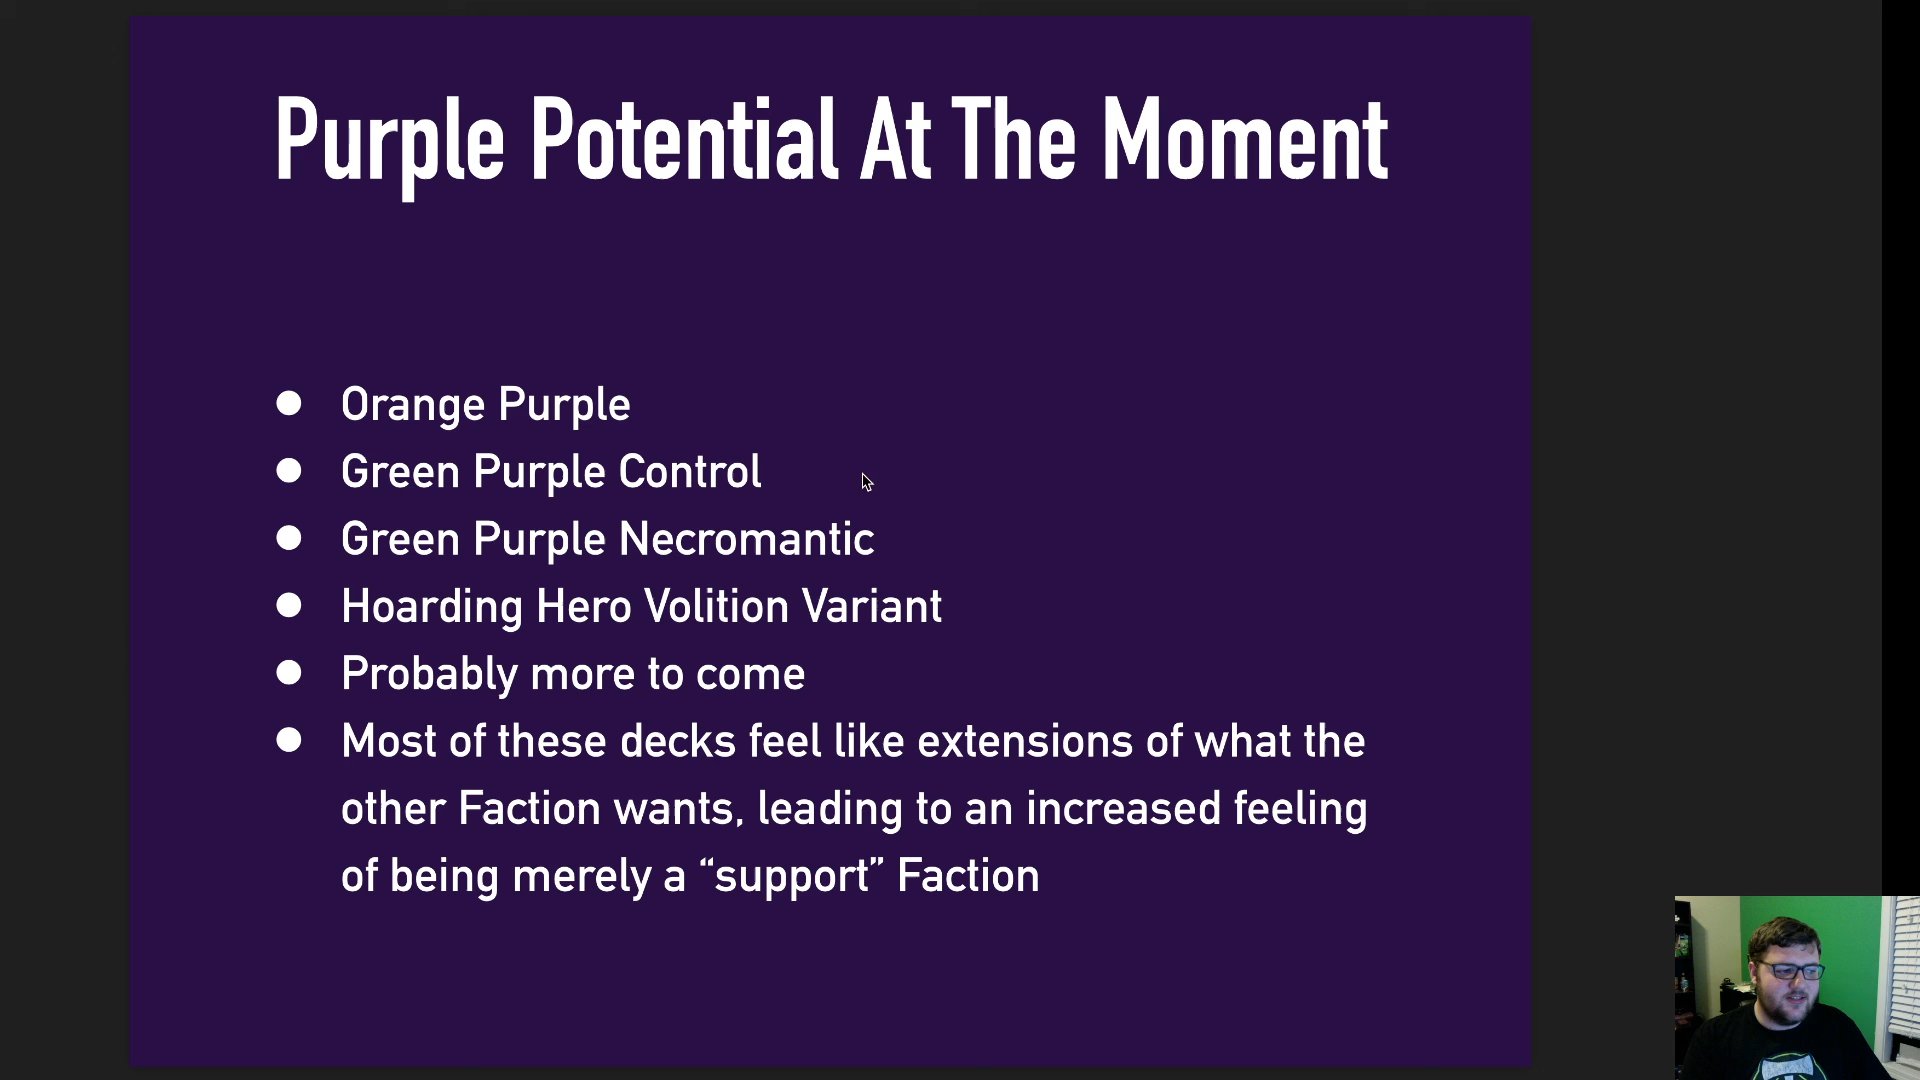 Purple Potential At The Moment
● Orange Purple
● Green Purple Control
● Green Purple Necromantic
● Hoarding Hero Volition Variant
● Probably more to come
● Most of these decks feel like extensions of what the
other Faction wants, leading to an increased feeling
of being merely a “support” Faction